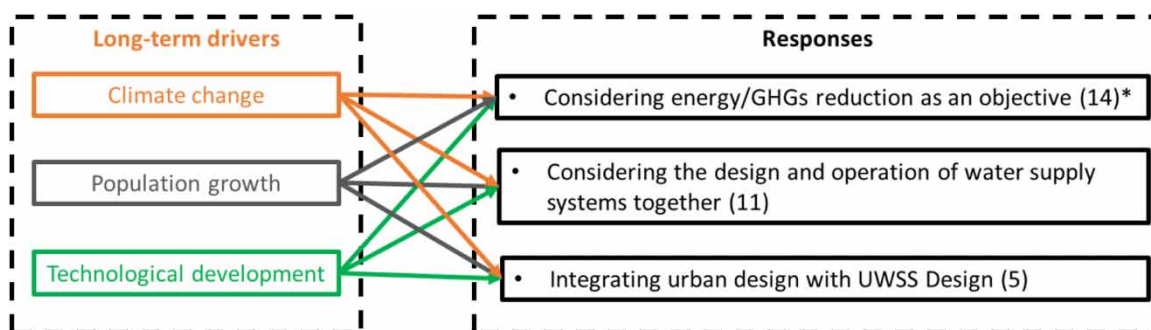 Long-term drivers
Responses
Climate change
• Considering energy/GHGs reduction as an objective (14)*
Population growth
• Considering the design and operation of water supply
systems together (11)
Technological development
• Integrating urban design with UWSS Design (5)